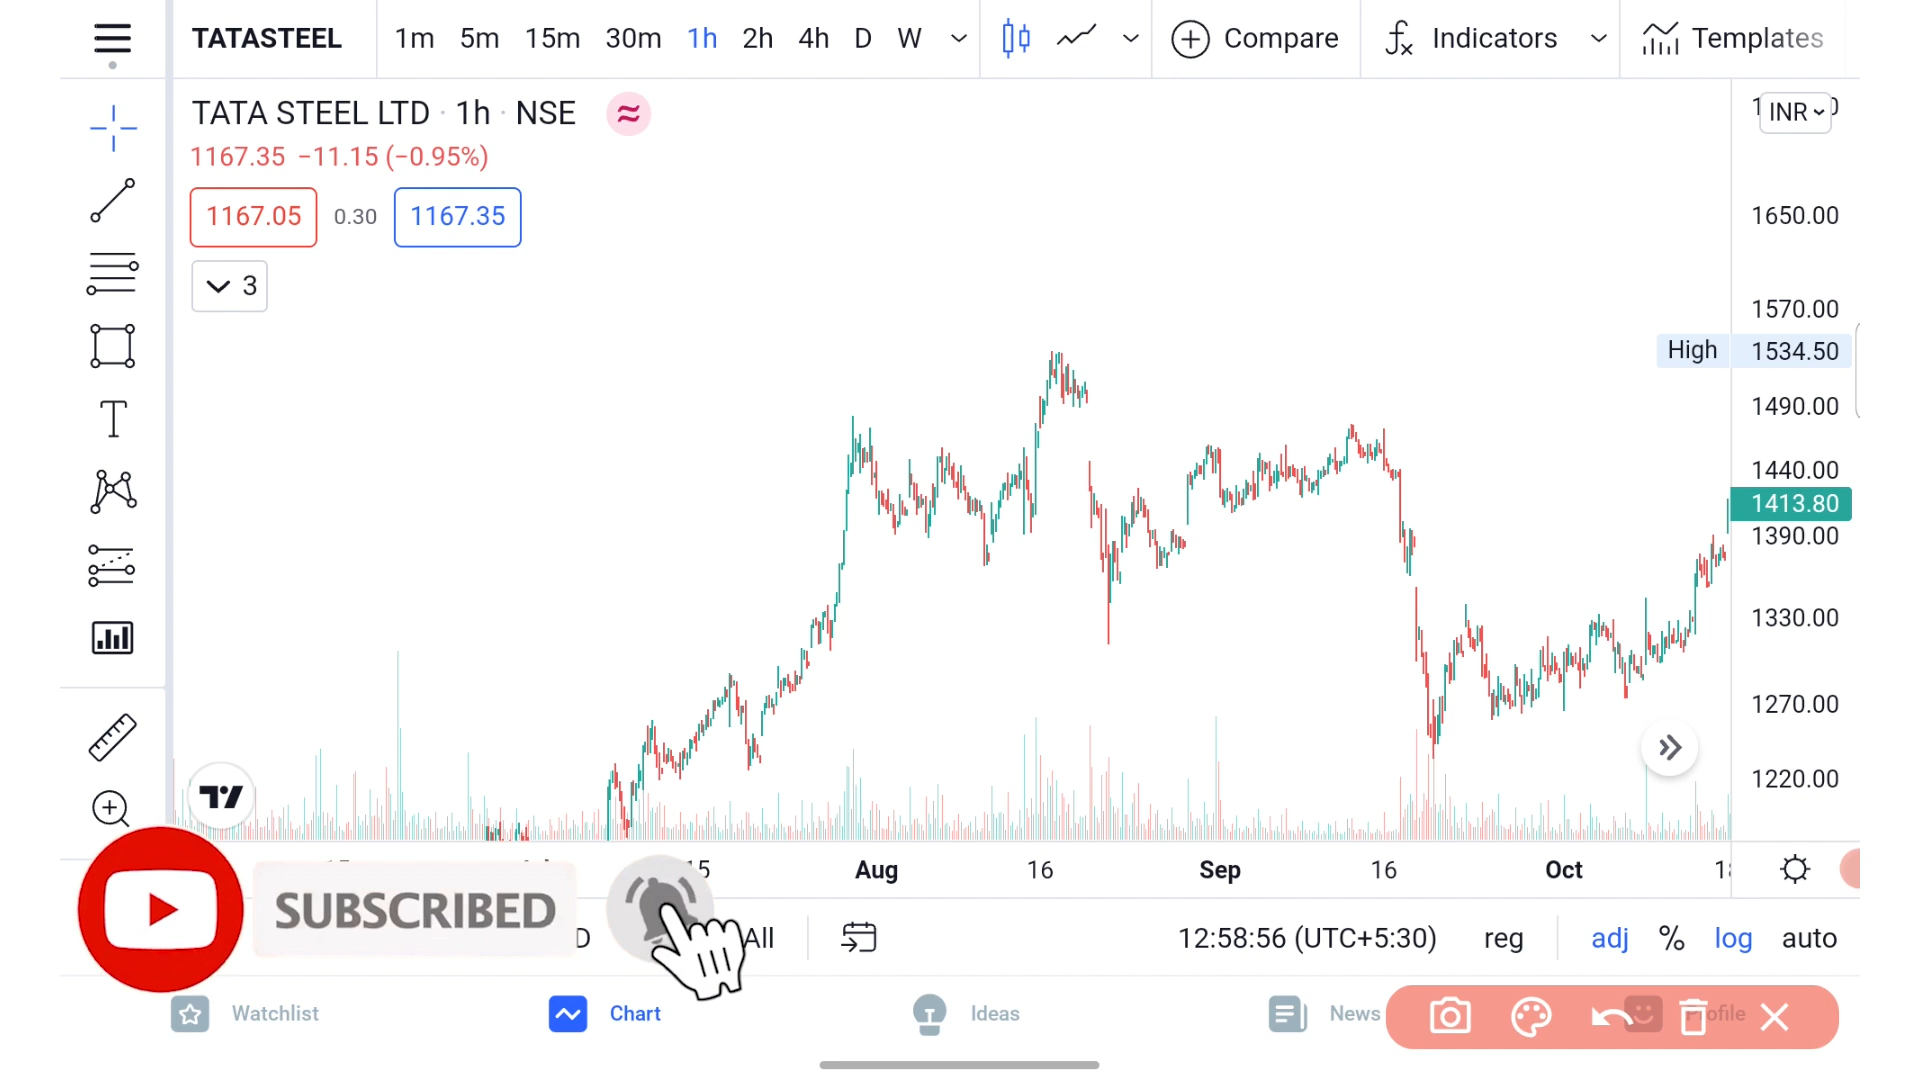 TATASTEEL 1m 5m 15m 30m 1h 2h 4h D W Compare Indicators Templates
TATA STEEL LTD · 1h · NSE
INR
1167.35 −11.15 (−0.95%)
1167.05 0.30 1167.35
3
1650.00
1570.00
High 1534.50
1490.00
1440.00
1413.80
1390.00
1330.00
1270.00
1220.00
Aug 16 Sep 16 Oct
SUBSCRIBED
All
12:58:56 (UTC+5:30) reg adj % log auto
Watchlist Chart Ideas News